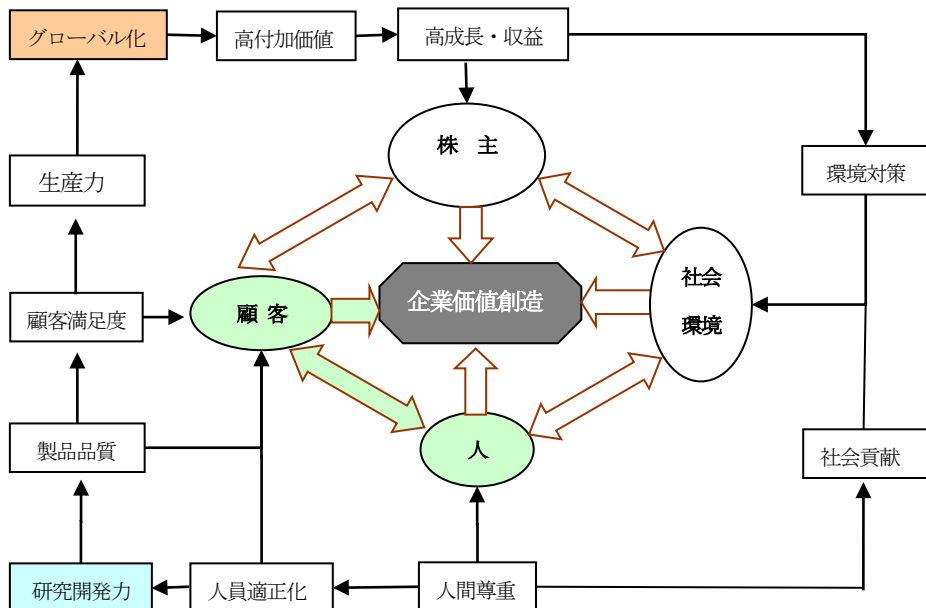 グローバル化
高付加価値
高成長・収益
株 主
生産力
環境対策
社会
環境
顧 客
企業価値創造
顧客満足度
人
製品品質
社会貢献
研究開発力
人員適正化
人間尊重